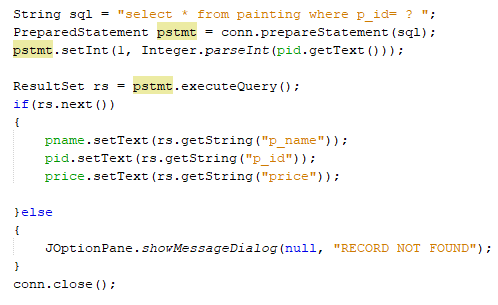 String sql = "select * from painting where p_id= ? ";
PreparedStatement pstmt = conn.prepareStatement(sql);
pstmt.setInt(1, Integer.parseInt(pid.getText()));
ResultSet rs = pstmt.executeQuery();
if(rs.next())
{
pname.setText(rs.getString("p_name"));
pid.setText(rs.getString("p_id"));
price.setText(rs.getString("price"));
}else
{
JOptionPane.showMessageDialog(null, "RECORD NOT FOUND");
}
conn.close();